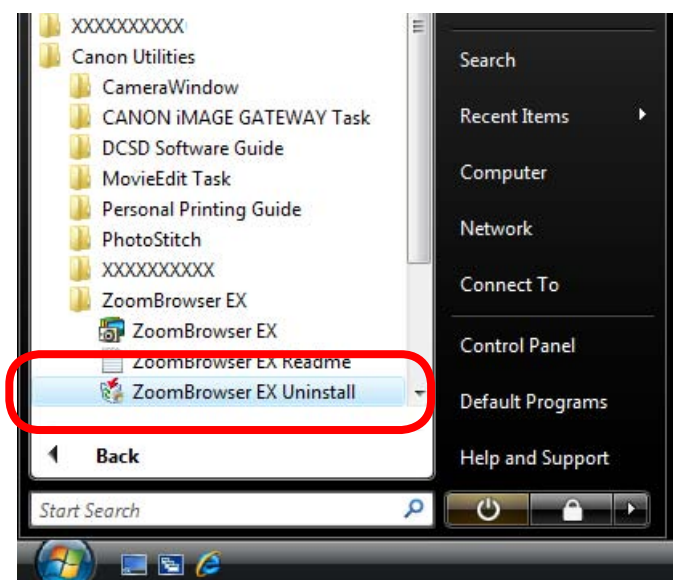 XXXXXXXXXX
Canon Utilities
CameraWindow
CANON iMAGE GATEWAY Task
DCSD Software Guide
MovieEdit Task
Personal Printing Guide
PhotoStitch
XXXXXXXXXX
ZoomBrowser EX
ZoomBrowser EX
ZoomBrowser EX Readme
ZoomBrowser EX Uninstall
Back
Start Search
Search
Recent Items
Computer
Network
Connect To
Control Panel
Default Programs
Help and Support